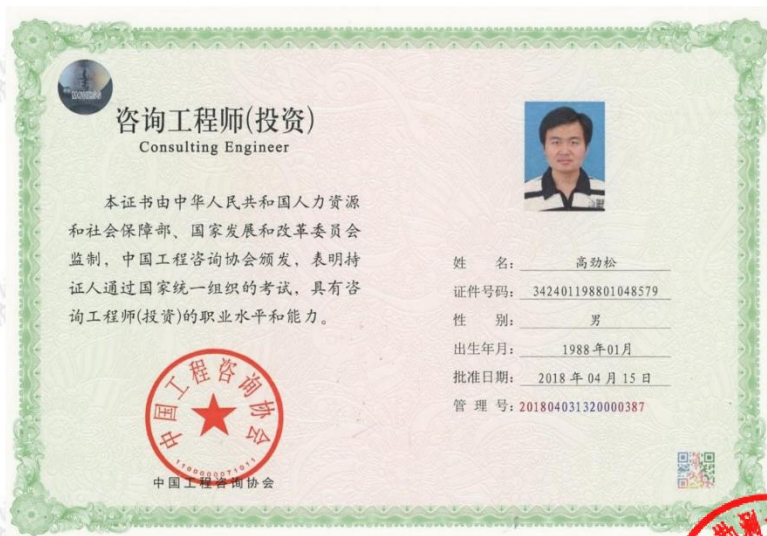 咨询工程师(投资)
Consulting Engineer
本证书由中华人民共和国人力资源
和社会保障部、国家发展和改革委员会
监制，中国工程咨询协会颁发，表明持
证人通过国家统一组织的考试，具有咨
询工程师(投资)的职业水平和能力。
中国工程咨询协会
1100000071011
中国工程咨询协会
姓 名： 高劲松
证件号码： 342401198801048579
性 别： 男
出生年月： 1988年01月
批准日期： 2018年04月15日
管 理 号：201804031320000387